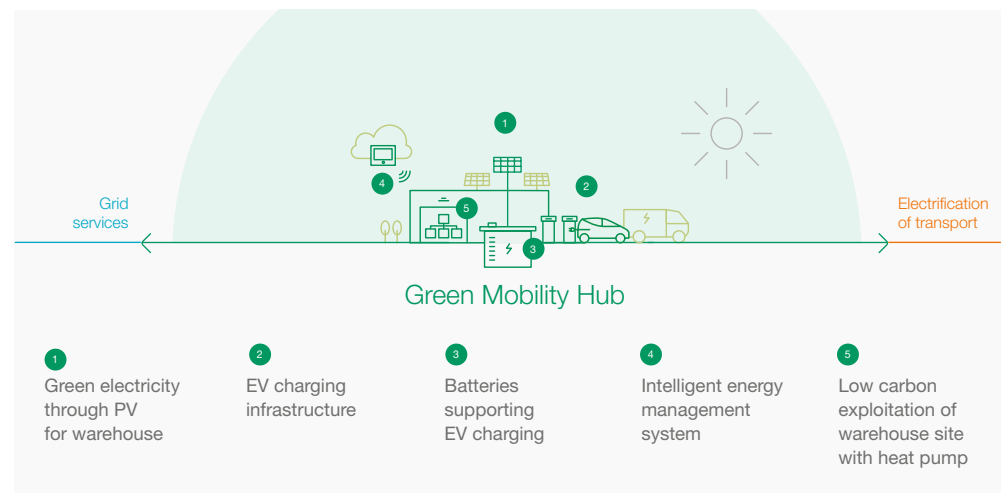 1
4
2
5
3
Grid
services
Electrification
of transport
Green Mobility Hub
1
Green electricity
through PV
for warehouse
2
EV charging
infrastructure
3
Batteries
supporting
EV charging
4
Intelligent energy
management
system
5
Low carbon
exploitation of
warehouse site
with heat pump